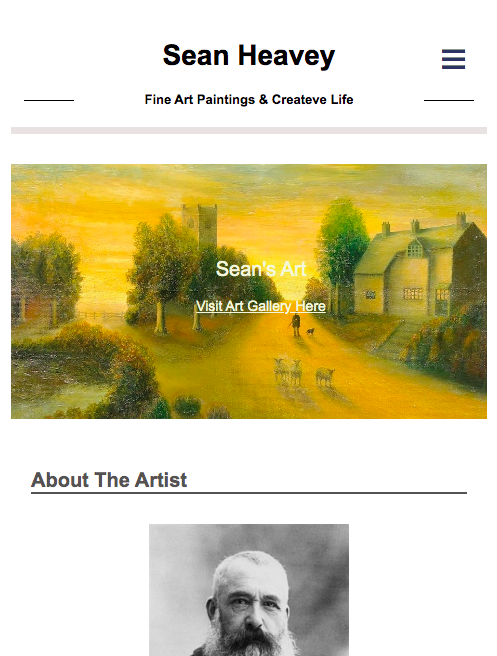 Sean Heavey
Fine Art Paintings & Createve Life
Sean's Art
Visit Art Gallery Here
About The Artist